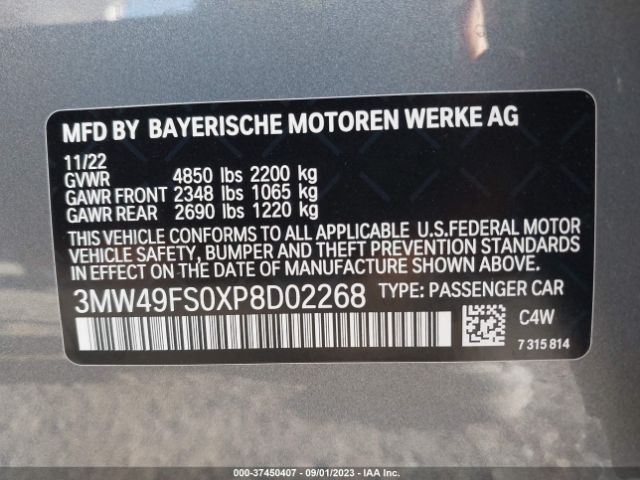 MFD BY BAYERISCHE MOTOREN WERKE AG
11/22
GVWR 4850 lbs 2200 kg
GAWR FRONT 2348 lbs 1065 kg
GAWR REAR 2690 lbs 1220 kg
THIS VEHICLE CONFORMS TO ALL APPLICABLE U.S.FEDERAL MOTOR
VEHICLE SAFETY, BUMPER AND THEFT PREVENTION STANDARDS
IN EFFECT ON THE DATE OF MANUFACTURE SHOWN ABOVE.
3MW49FS0XP8D02268 TYPE: PASSENGER CAR
C4W
7 315 814
000-37450407 - 09/01/2023 - IAA Inc.